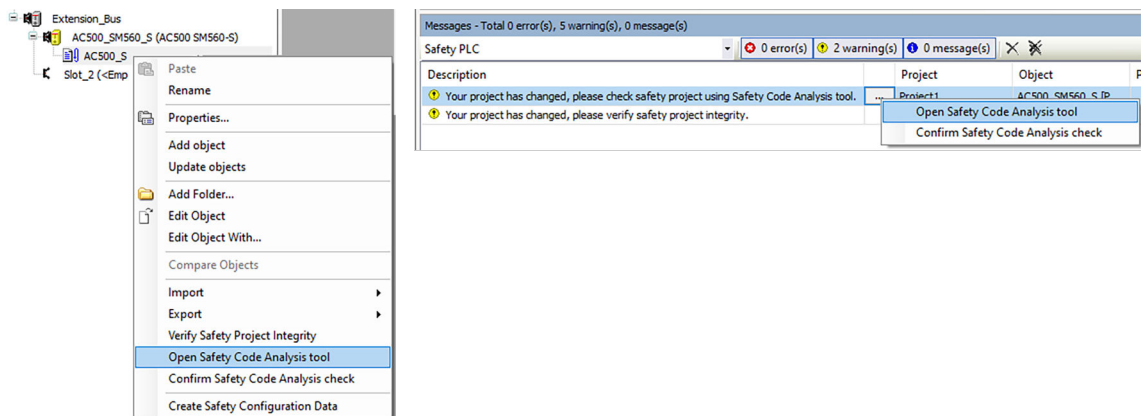 Extension_Bus
AC500_SM560_S (AC500 SM560-S)
AC500_S
Slot_2 (<Emp
Paste
Rename
Properties...
Add object
Update objects
Add Folder...
Edit Object
Edit Object With...
Compare Objects
Import
Export
Verify Safety Project Integrity
Open Safety Code Analysis tool
Confirm Safety Code Analysis check
Create Safety Configuration Data
Messages - Total 0 error(s), 5 warning(s), 0 message(s)
Safety PLC 0 error(s) 2 warning(s) 0 message(s)
Description Project Object P
Your project has changed, please check safety project using Safety Code Analysis tool. ... Project1 AC500_SM560_S [P
Your project has changed, please verify safety project integrity.
Open Safety Code Analysis tool
Confirm Safety Code Analysis check